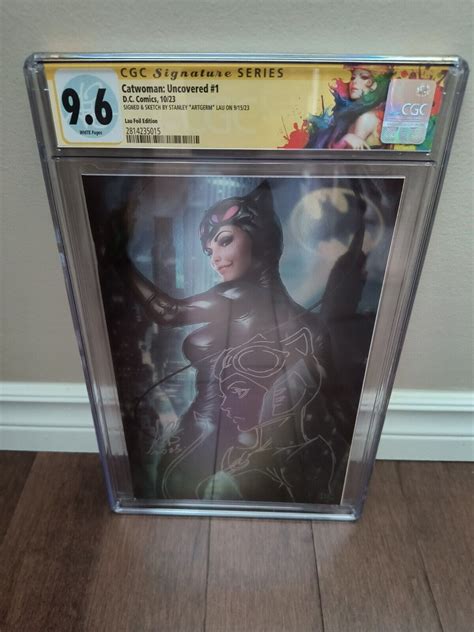 CGC Signature SERIES
9.6
WHITE Pages
Catwoman: Uncovered #1
D.C. Comics, 10/23
SIGNED & SKETCH BY STANLEY "ARTGERM" LAU ON 9/15/23
Lau Foil Edition
2814235015
CGC